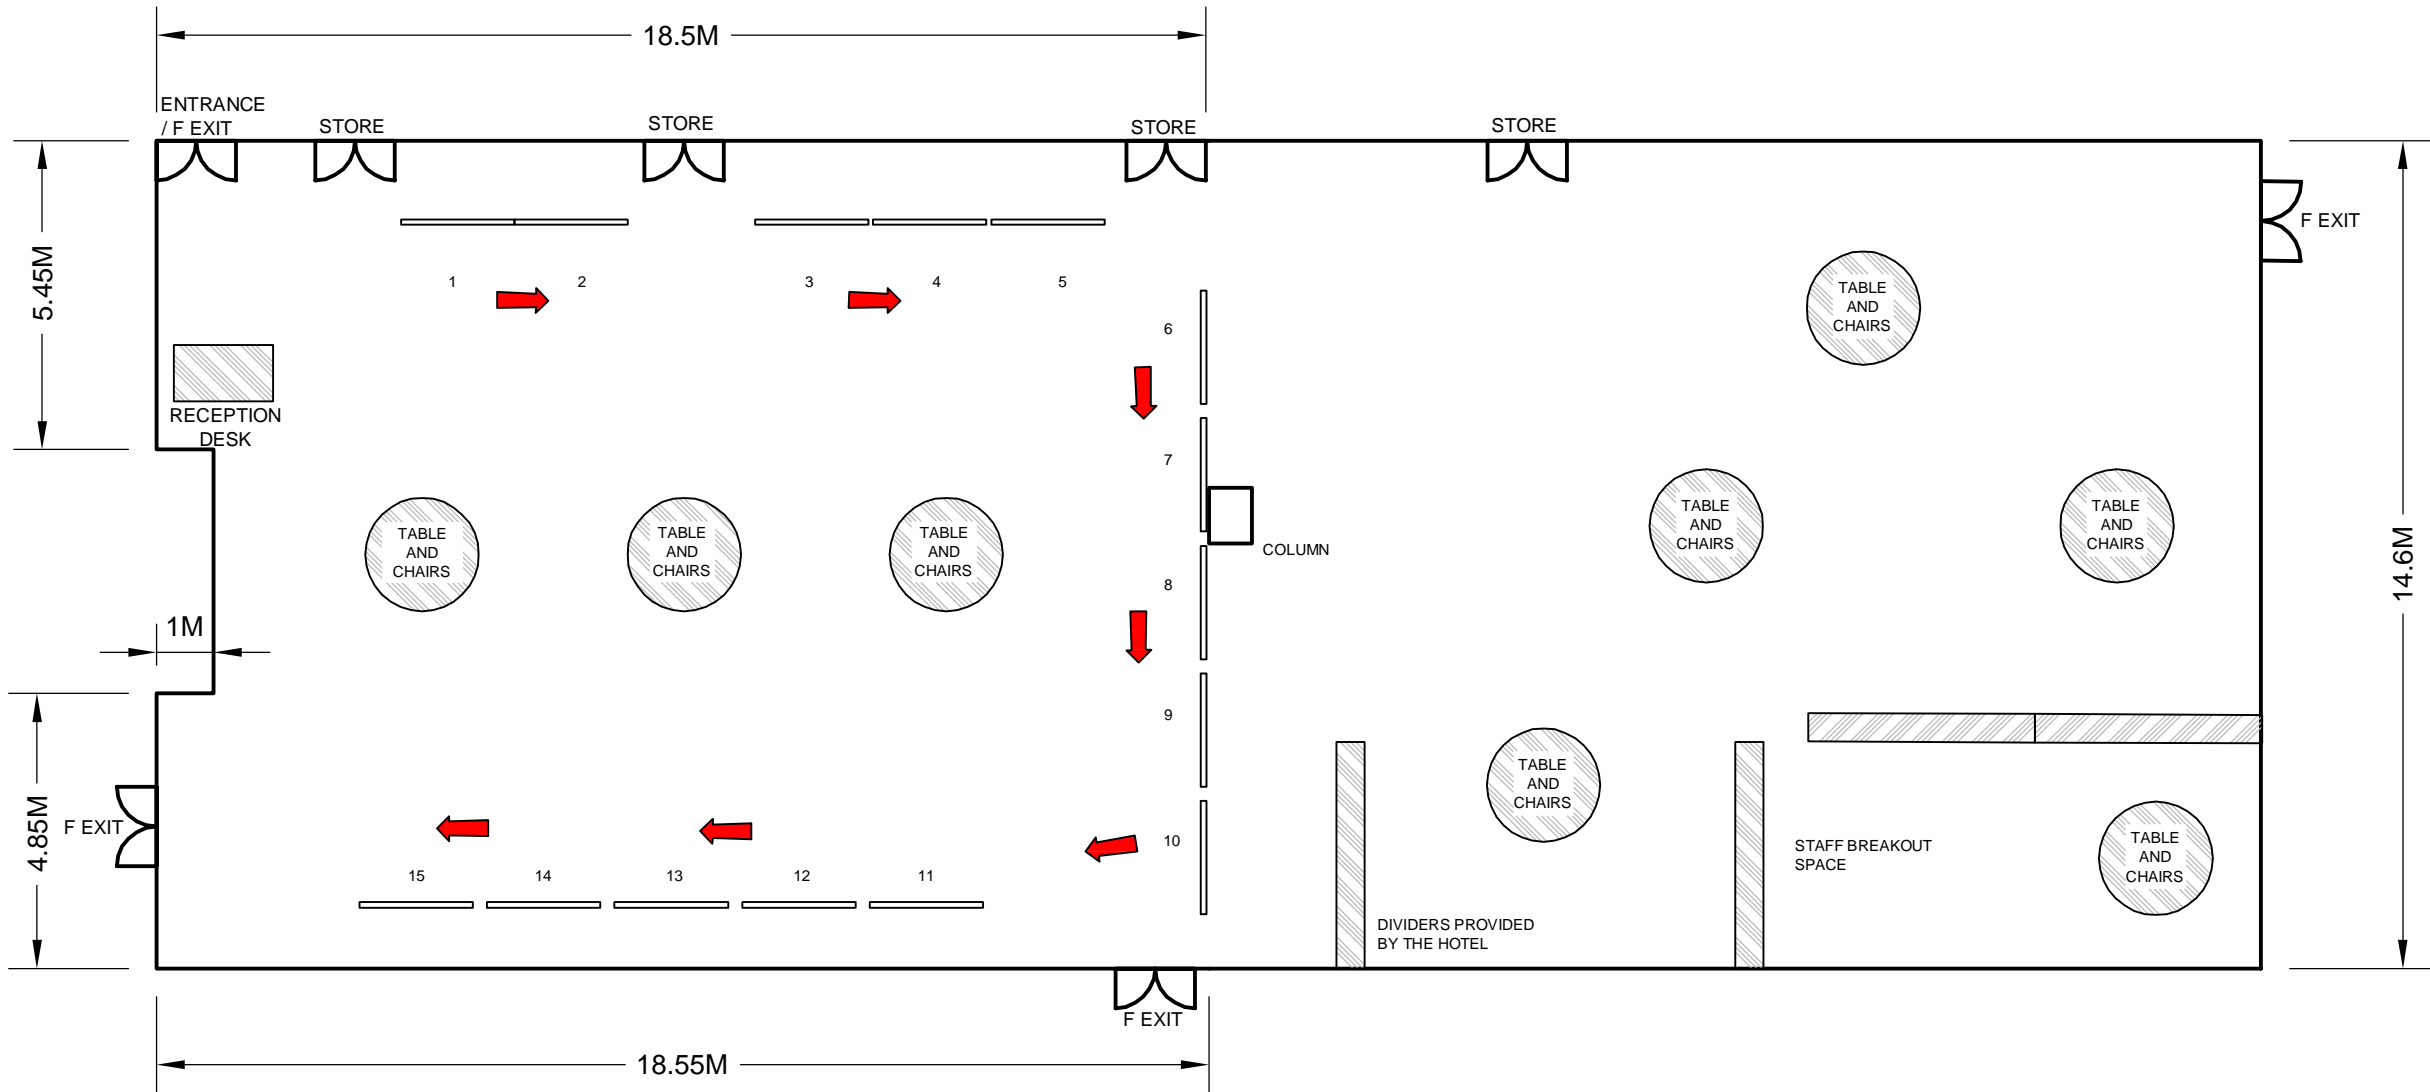 18.5M
ENTRANCE
/ F EXIT
STORE
STORE
STORE
STORE
F EXIT
5.45M
1
2
3
4
5
6
7
8
9
10
11
12
13
14
15
RECEPTION
DESK
TABLE
AND
CHAIRS
TABLE
AND
CHAIRS
TABLE
AND
CHAIRS
TABLE
AND
CHAIRS
TABLE
AND
CHAIRS
TABLE
AND
CHAIRS
COLUMN
14.6M
1M
4.85M
F EXIT
TABLE
AND
CHAIRS
STAFF BREAKOUT
SPACE
TABLE
AND
CHAIRS
DIVIDERS PROVIDED
BY THE HOTEL
F EXIT
18.55M